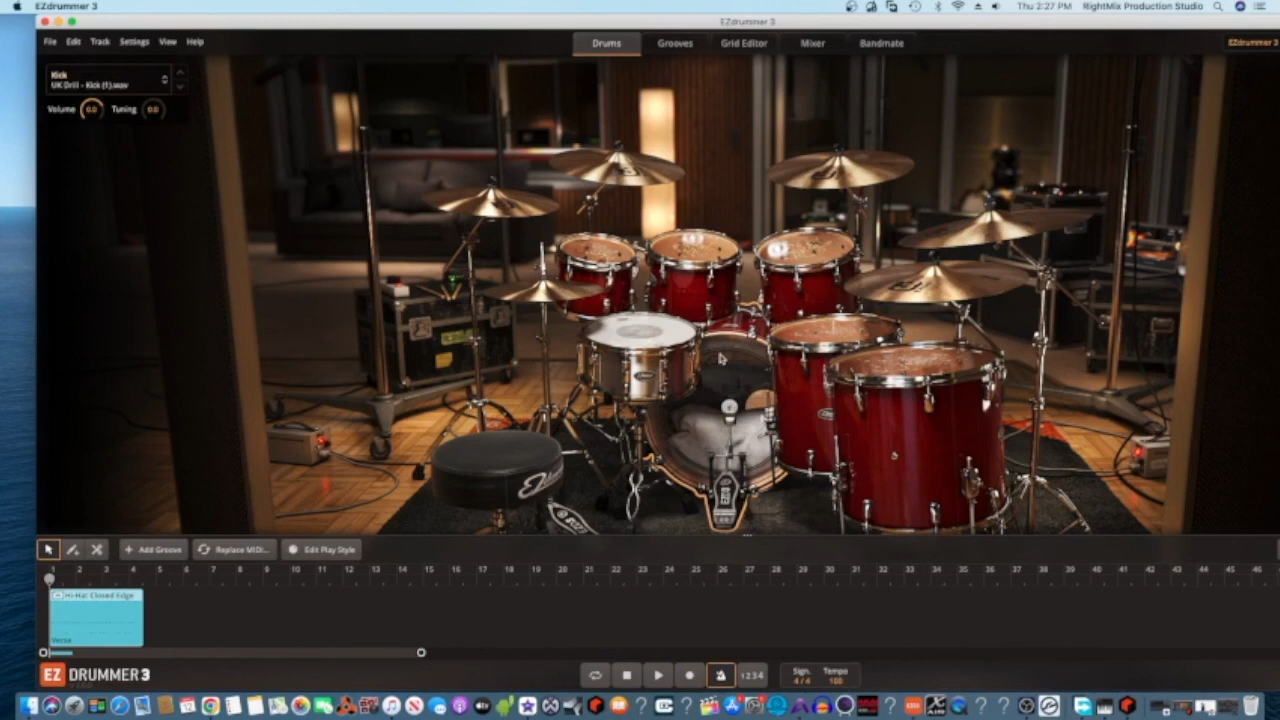 EZdrummer 3
Thu 2:27 PM RightMix Production Studio
EZdrummer 3
File Edit Track Settings View Help
Drums Grooves Grid Editor Mixer Bandmate
EZdrummer 3
Kick
UK Drill - Kick (1).wav
Volume 0.0 Tuning 0.0
Add Groove Replace MIDI... Edit Play Style
1 2 3 4 5 6 7 8 9 10 11 12 13 14 15 16 17 18 19 20 21 22 23 24 25 26 27 28 29 30 31 32 33 34 35 36 37 38 39 40 41 42 43 44 45 46
Hi-Hat Closed Edge
Verse
EZ DRUMMER 3
1234
Sign. Tempo
4 / 4 100